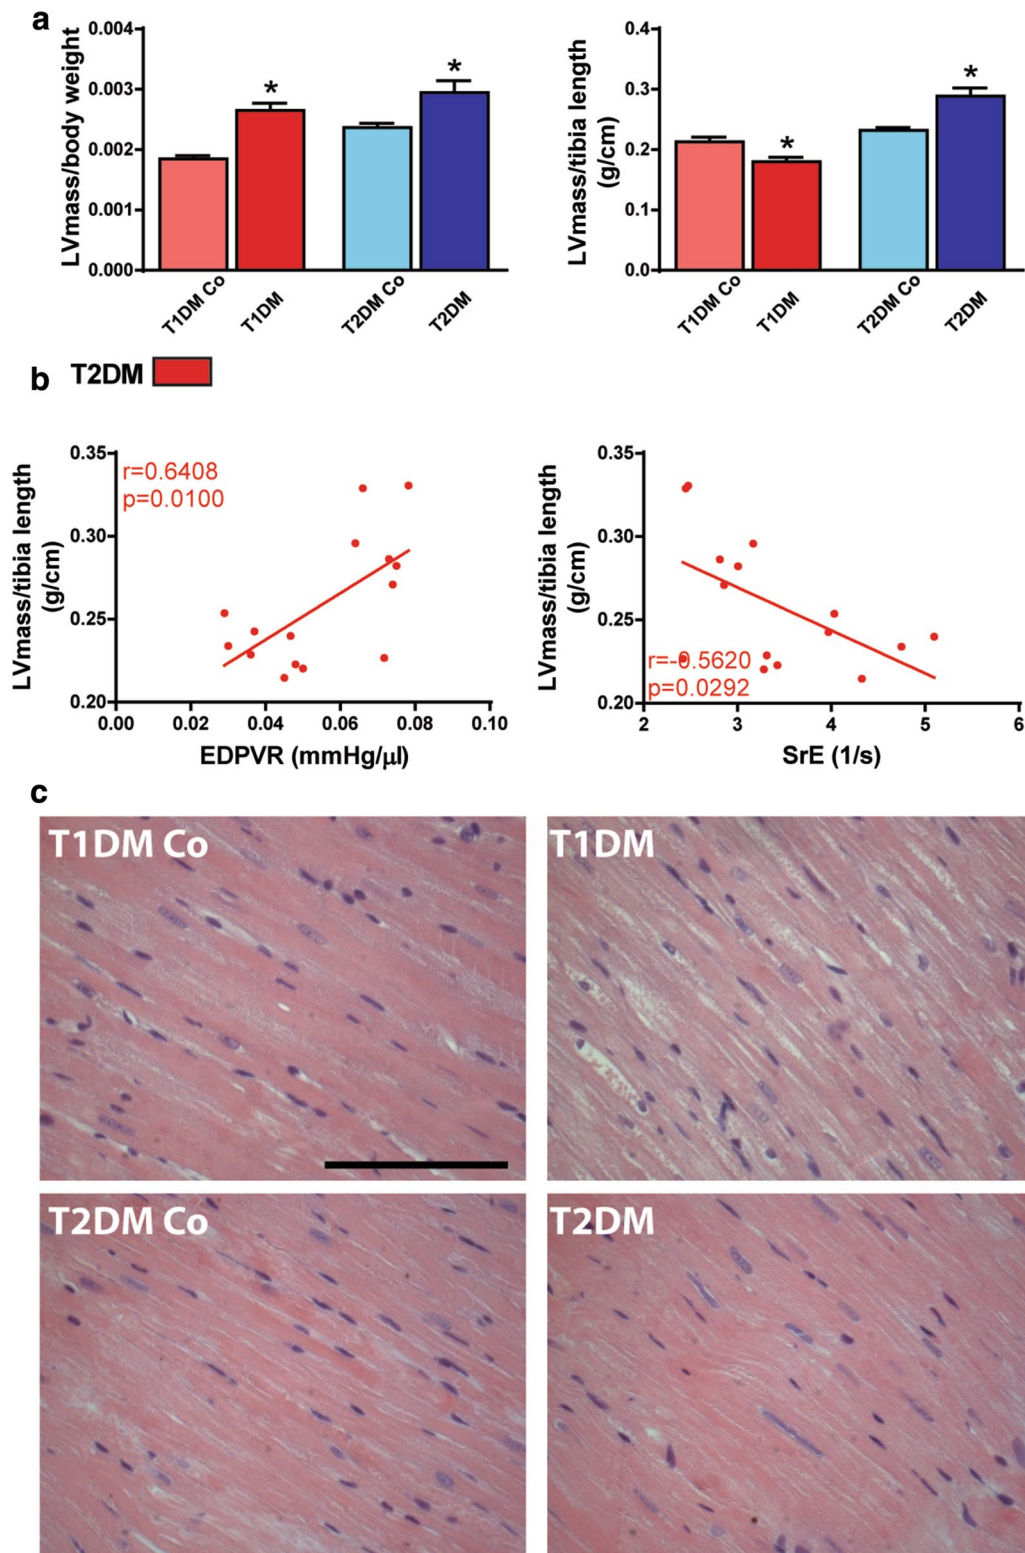 a
LVmass/body weight
0.004
0.003
0.002
0.001
0.000
*
*
T1DM Co
T1DM
T2DM Co
T2DM
LVmass/tibia length
(g/cm)
0.4
0.3
0.2
0.1
0.0
*
*
T1DM Co
T1DM
T2DM Co
T2DM
b
T2DM
LVmass/tibia length
(g/cm)
0.35
0.30
0.25
0.20
r=0.6408
p=0.0100
0.00 0.02 0.04 0.06 0.08 0.10
EDPVR (mmHg/µl)
LVmass/tibia length
(g/cm)
0.35
0.30
0.25
0.20
r=-0.5620
p=0.0292
2 3 4 5 6
SrE (1/s)
c
T1DM Co
T1DM
T2DM Co
T2DM